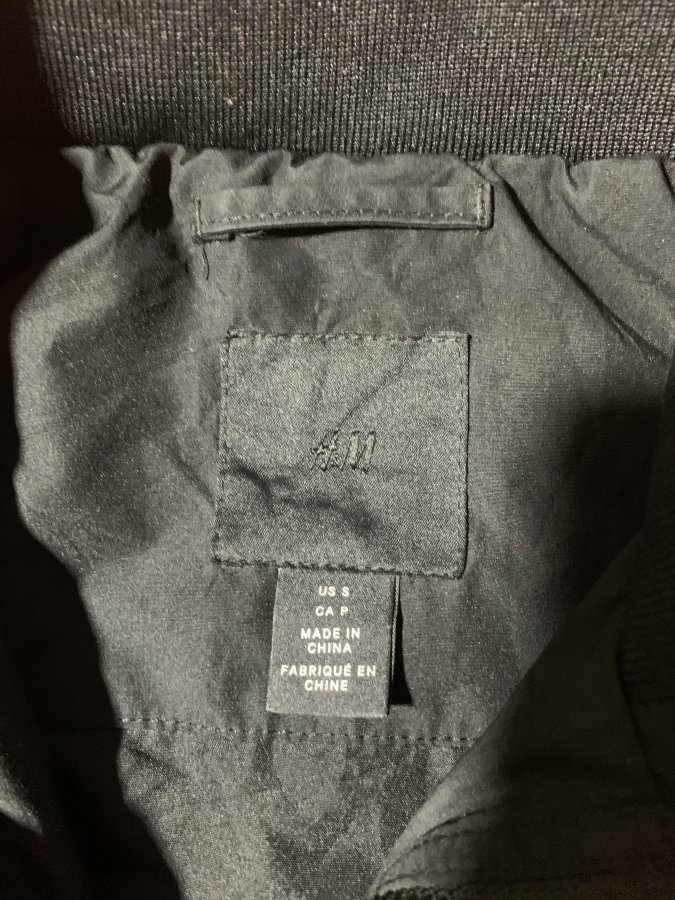 H&M
US S
CA P
MADE IN
CHINA
FABRIQUÉ EN
CHINE